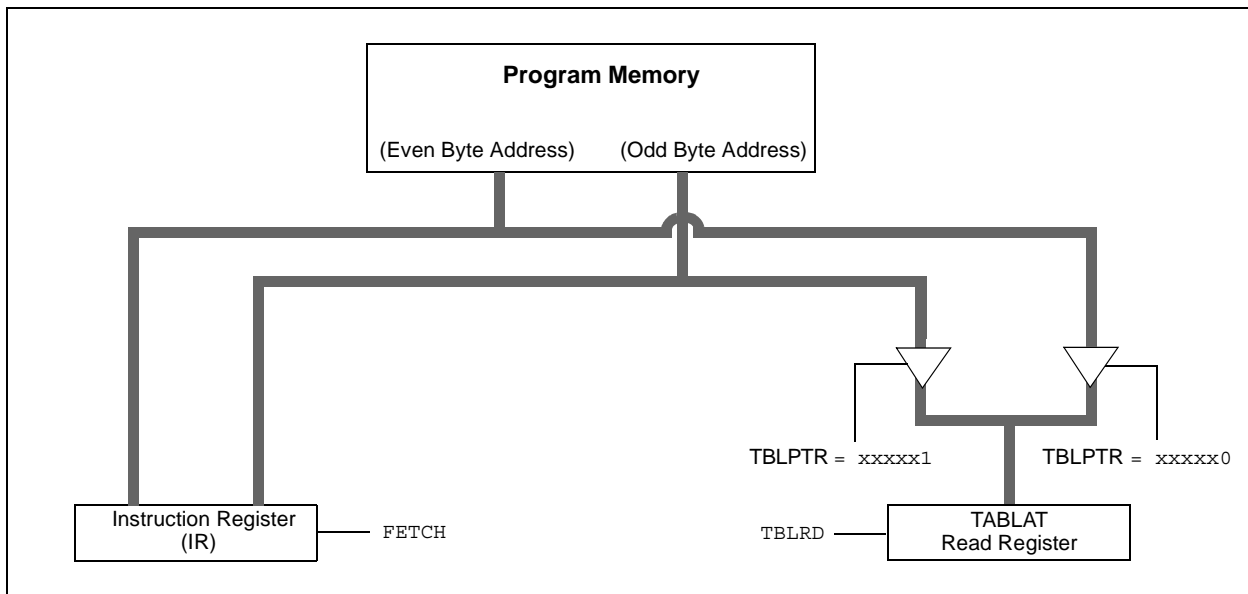 Program Memory
(Even Byte Address) (Odd Byte Address)
TBLPTR = xxxxx1 TBLPTR = xxxxx0
Instruction Register
(IR)
FETCH
TBLRD
TABLAT
Read Register